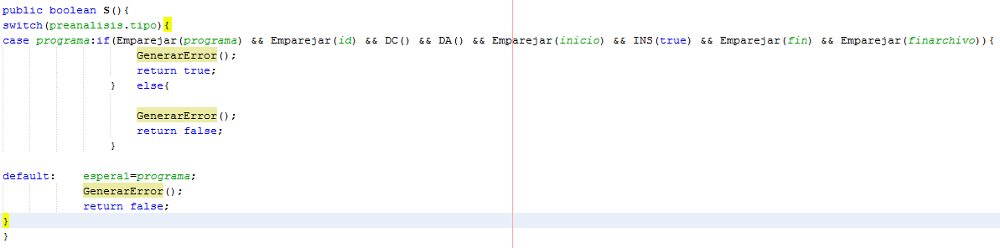 public boolean S(){
switch(preanalisis.tipo){
case programa:if(Emparejar(programa) && Emparejar(id) && DC() && DA() && Emparejar(inicio) && INS(true) && Emparejar(fin) && Emparejar(finarchivo)){
GenerarError();
return true;
} else{
GenerarError();
return false;
}
default: espera1=programa;
GenerarError();
return false;
}
}